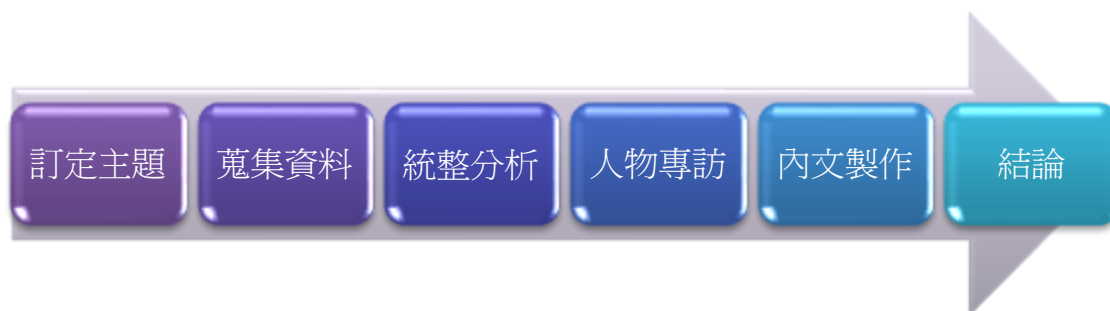 訂定主題
蒐集資料
統整分析
人物專訪
內文製作
結論